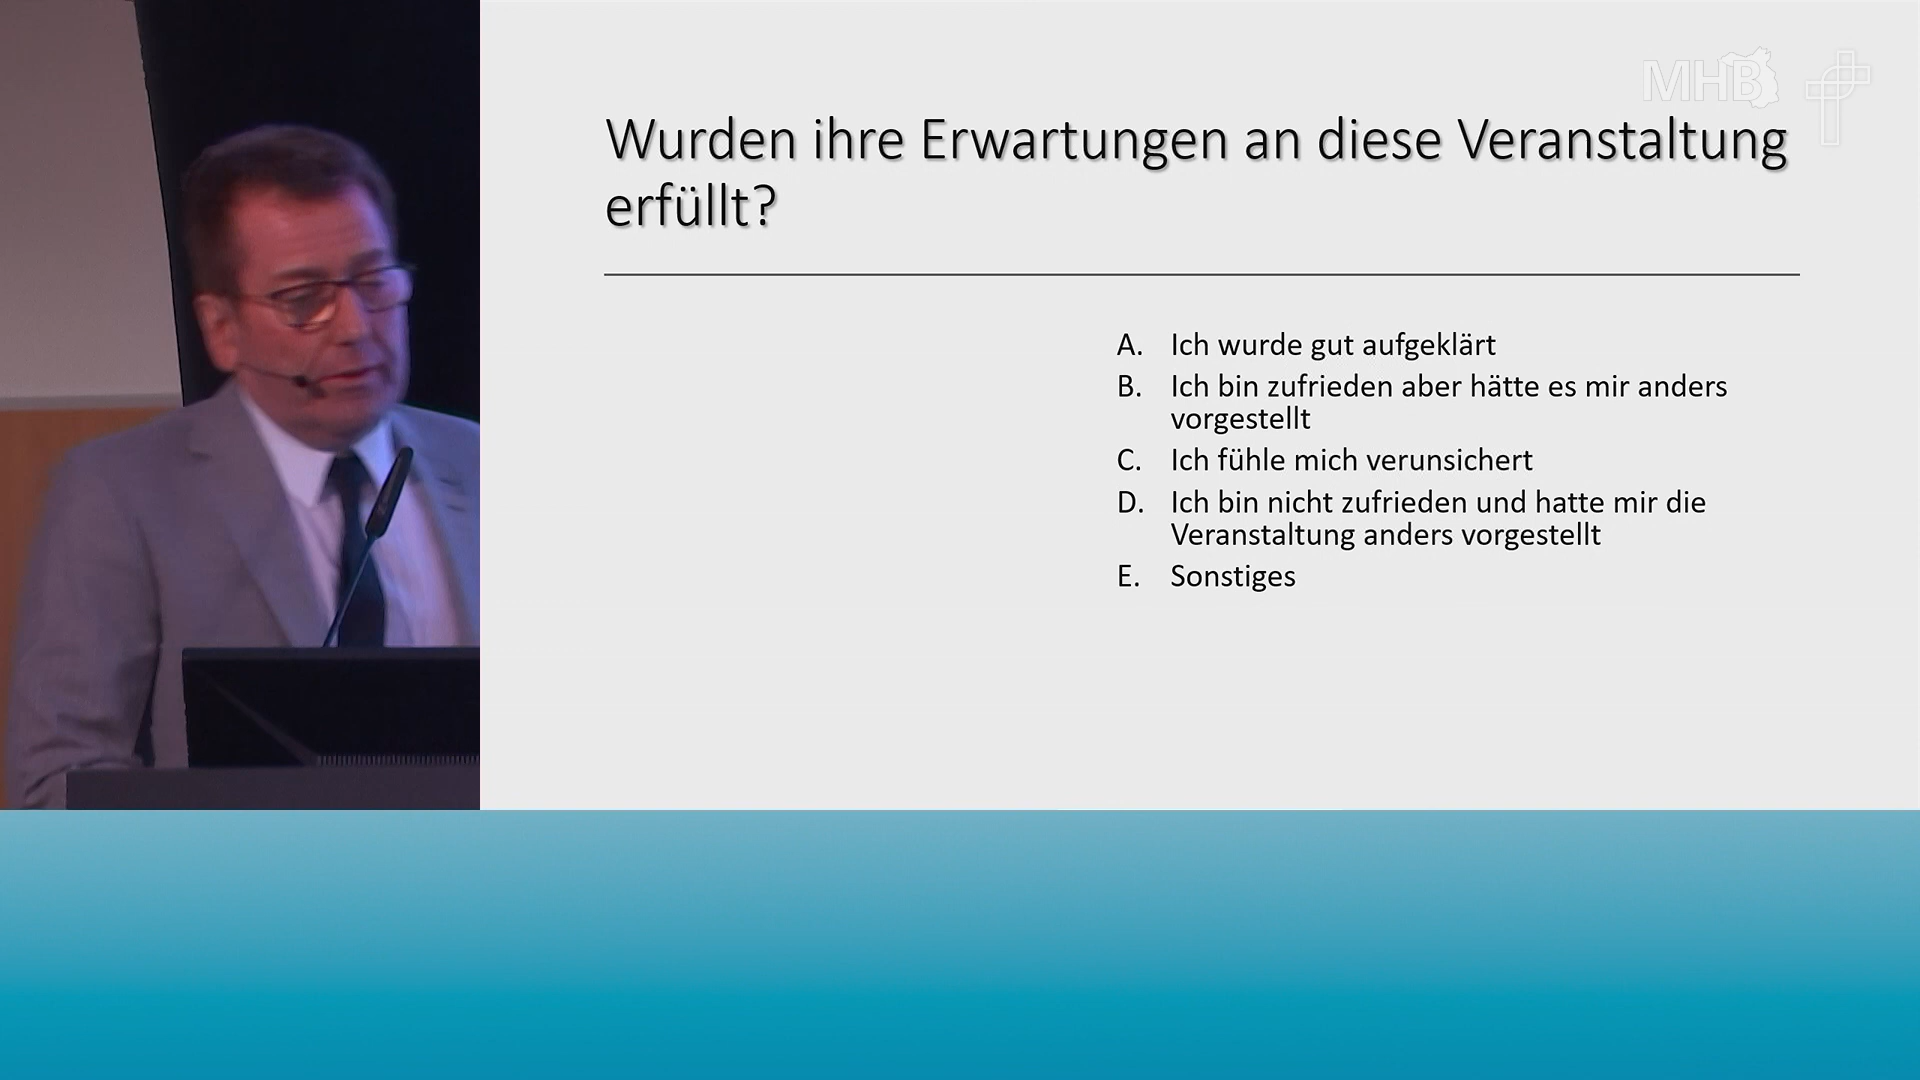 MHB
Wurden ihre Erwartungen an diese Veranstaltung
erfüllt?
A. Ich wurde gut aufgeklärt
B. Ich bin zufrieden aber hätte es mir anders
vorgestellt
C. Ich fühle mich verunsichert
D. Ich bin nicht zufrieden und hatte mir die
Veranstaltung anders vorgestellt
E. Sonstiges